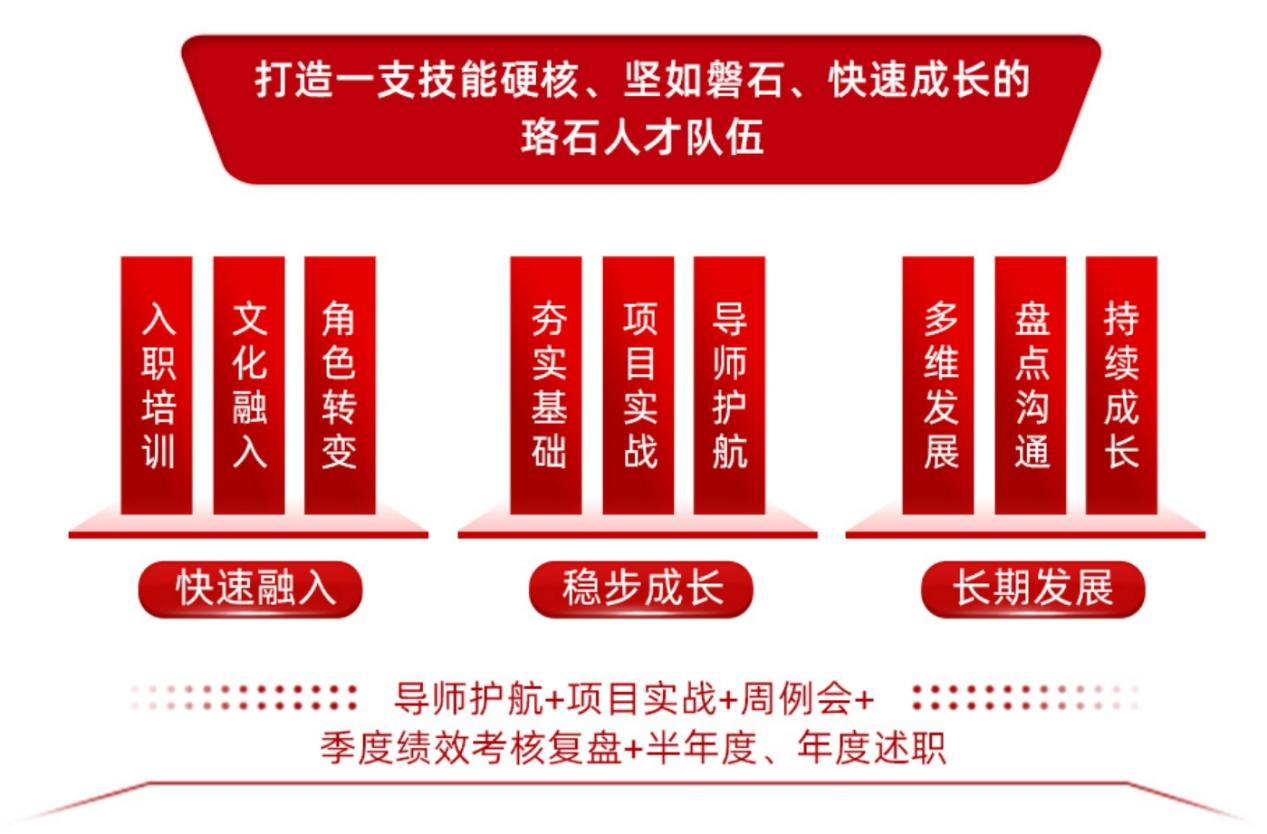 打造一支技能硬核、坚如磐石、快速成长的
珞石人才队伍
入职培训
文化融入
角色转变
快速融入
夯实基础
项目实战
导师护航
稳步成长
多维发展
盘点沟通
持续成长
长期发展
导师护航+项目实战+周例会+
季度绩效考核复盘+半年度、年度述职